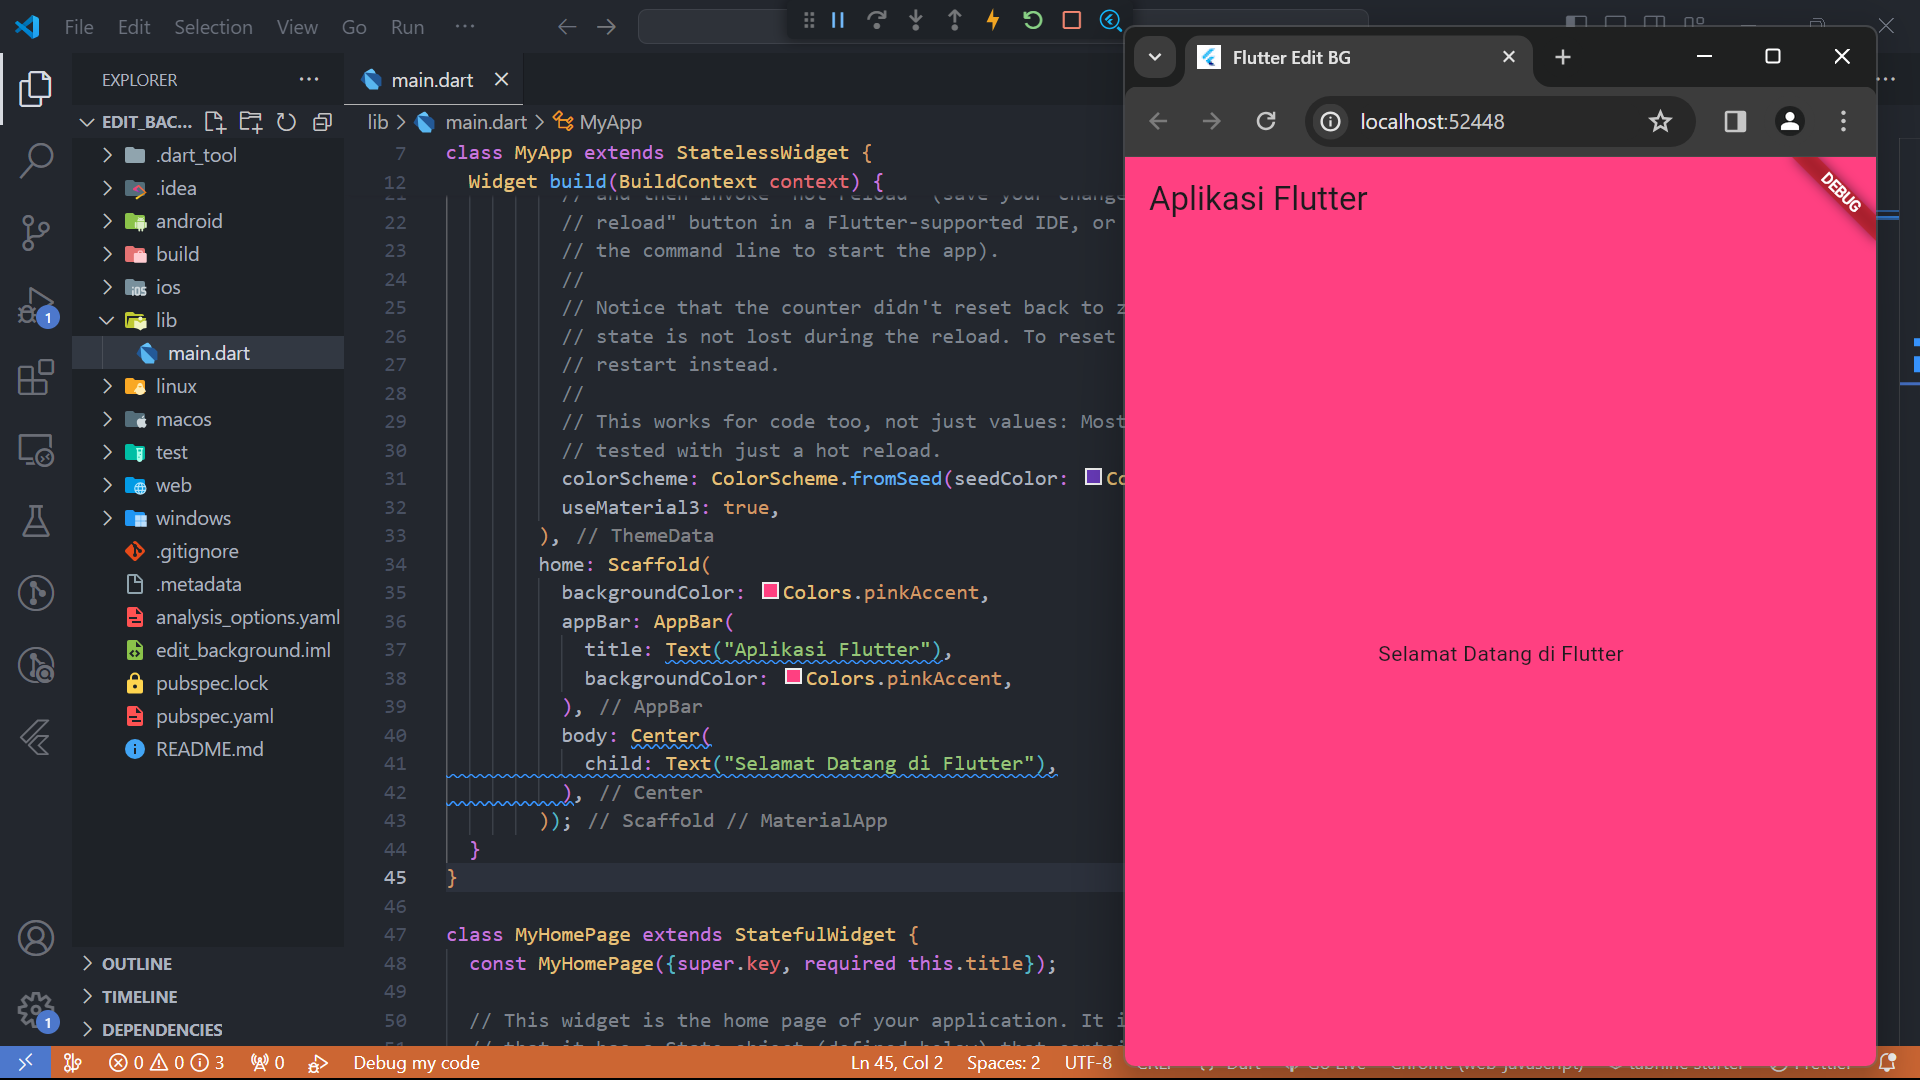 File Edit Selection View Go Run ···
EXPLORER
main.dart
EDIT_BAC...
.dart_tool
.idea
android
build
ios
lib
main.dart
linux
macos
test
web
windows
.gitignore
.metadata
analysis_options.yaml
edit_background.iml
pubspec.lock
pubspec.yaml
README.md
OUTLINE
TIMELINE
DEPENDENCIES
lib > main.dart > MyApp
7 class MyApp extends StatelessWidget {
12 Widget build(BuildContext context) {
22 // reload" button in a Flutter-supported IDE, or
23 // the command line to start the app).
24 //
25 // Notice that the counter didn't reset back to
26 // state is not lost during the reload. To reset
27 // restart instead.
28 //
29 // This works for code too, not just values: Most
30 // tested with just a hot reload.
31 colorScheme: ColorScheme.fromSeed(seedColor: Co
32 useMaterial3: true,
33 ), // ThemeData
34 home: Scaffold(
35 backgroundColor: Colors.pinkAccent,
36 appBar: AppBar(
37 title: Text("Aplikasi Flutter"),
38 backgroundColor: Colors.pinkAccent,
39 ), // AppBar
40 body: Center(
41 child: Text("Selamat Datang di Flutter"),
42 ), // Center
43 )); // Scaffold // MaterialApp
44 }
45 }
46
47 class MyHomePage extends StatefulWidget {
48 const MyHomePage({super.key, required this.title});
49
50 // This widget is the home page of your application. It i
0 0 3 0 Debug my code Ln 45, Col 2 Spaces: 2 UTF-8
1
1
Flutter Edit BG
localhost:52448
Aplikasi Flutter
DEBUG
Selamat Datang di Flutter